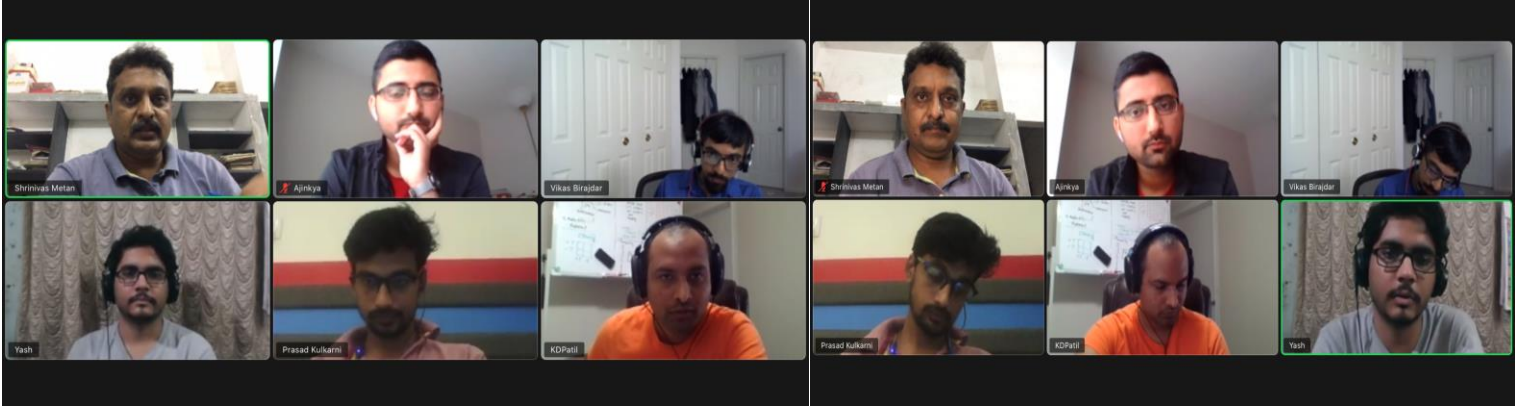 Shrinivas Metan
Ajinkya
Vikas Birajdar
Yash
Prasad Kulkarni
KDPatil
Shrinivas Metan
Ajinkya
Vikas Birajdar
Prasad Kulkarni
KDPatil
Yash